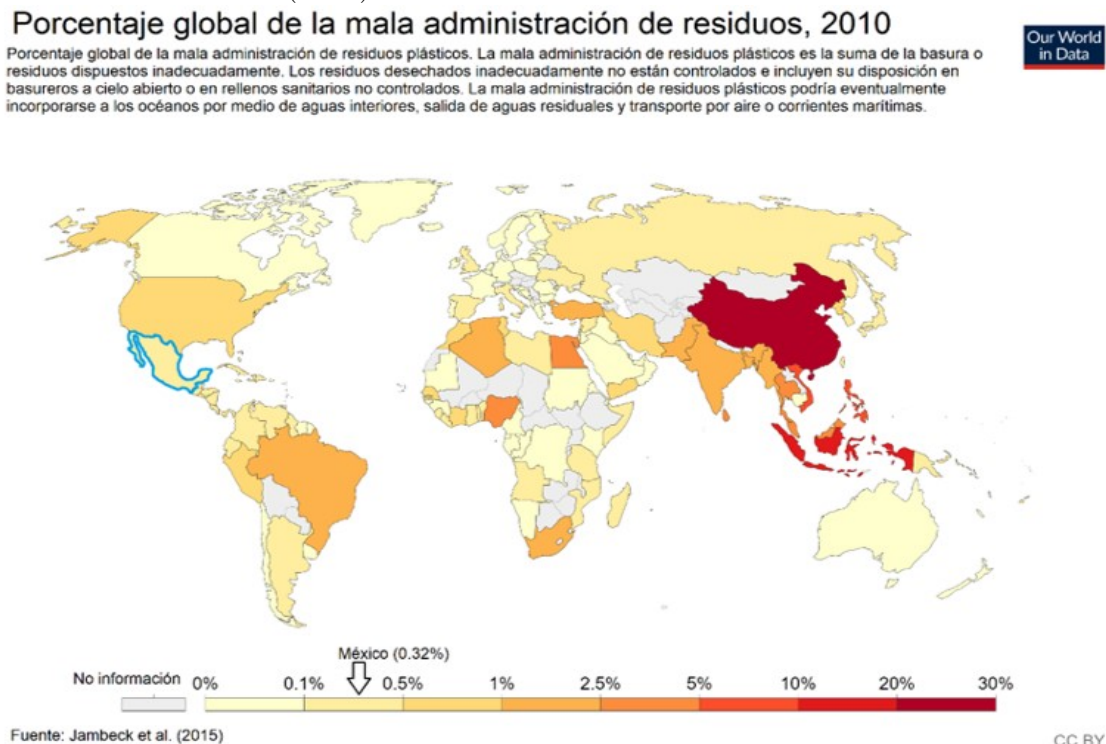 Porcentaje global de la mala administración de residuos, 2010
Our World
in Data
Porcentaje global de la mala administración de residuos plásticos. La mala administración de residuos plásticos es la suma de la basura o
residuos dispuestos inadecuadamente. Los residuos desechados inadecuadamente no están controlados e incluyen su disposición en
basureros a cielo abierto o en rellenos sanitarios no controlados. La mala administración de residuos plásticos podría eventualmente
incorporarse a los océanos por medio de aguas interiores, salida de aguas residuales y transporte por aire o corrientes marítimas.
México (0.32%)
No información 0% 0.1% 0.5% 1% 2.5% 5% 10% 20% 30%
Fuente: Jambeck et al. (2015)
CC BY